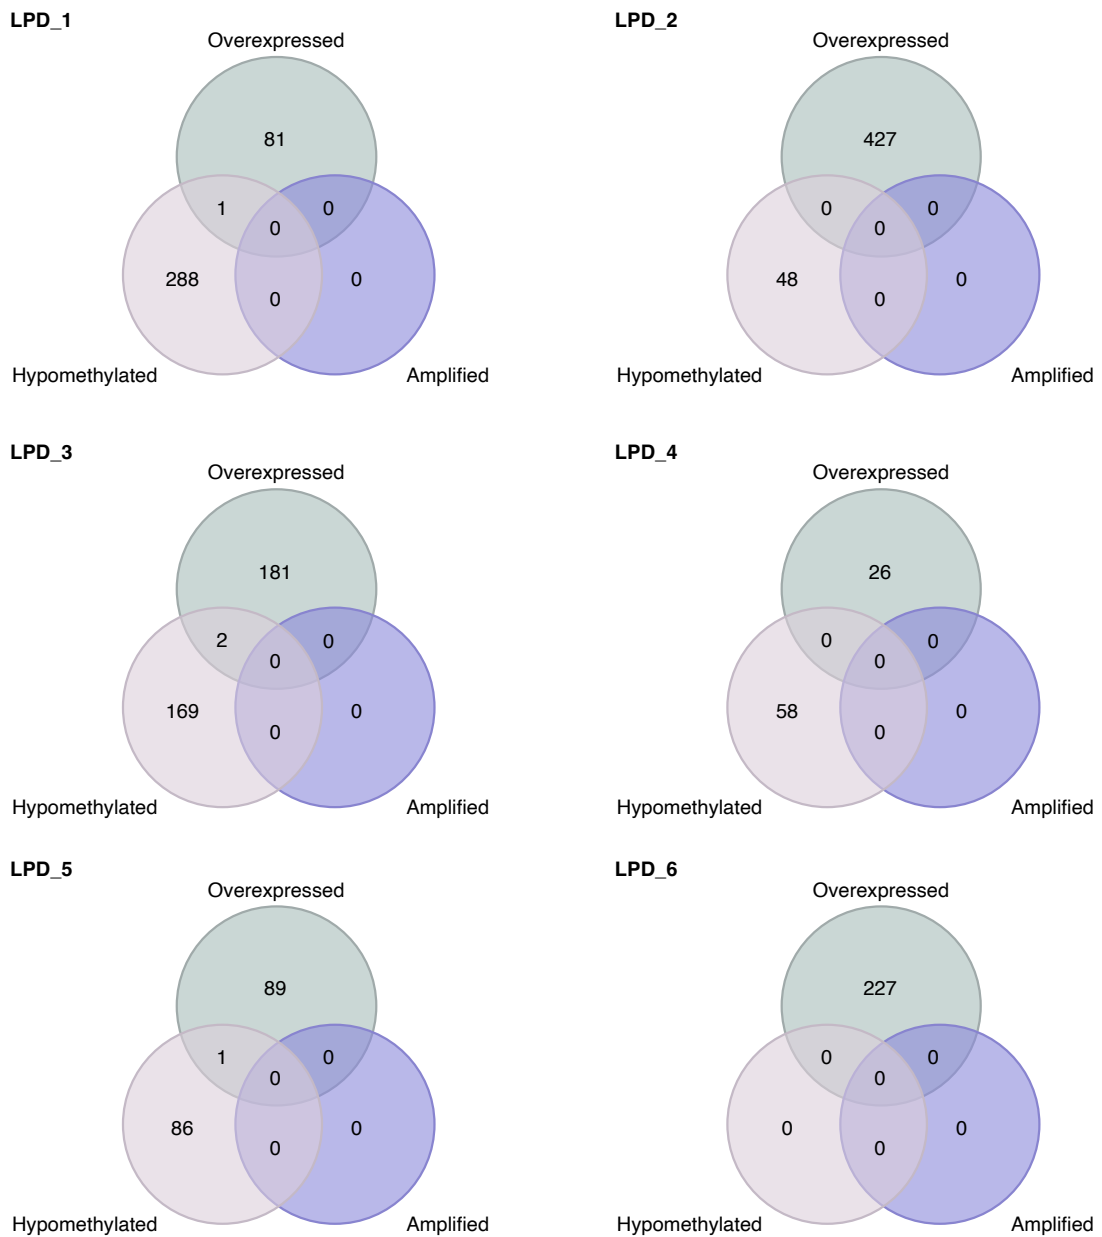 LPD_1
Overexpressed
81
1
0
0
288
0
0
Hypomethylated
Amplified
LPD_2
Overexpressed
427
0
0
0
48
0
0
Hypomethylated
Amplified
LPD_3
Overexpressed
181
2
0
0
169
0
0
Hypomethylated
Amplified
LPD_4
Overexpressed
26
0
0
0
58
0
0
Hypomethylated
Amplified
LPD_5
Overexpressed
89
1
0
0
86
0
0
Hypomethylated
Amplified
LPD_6
Overexpressed
227
0
0
0
0
0
0
Hypomethylated
Amplified